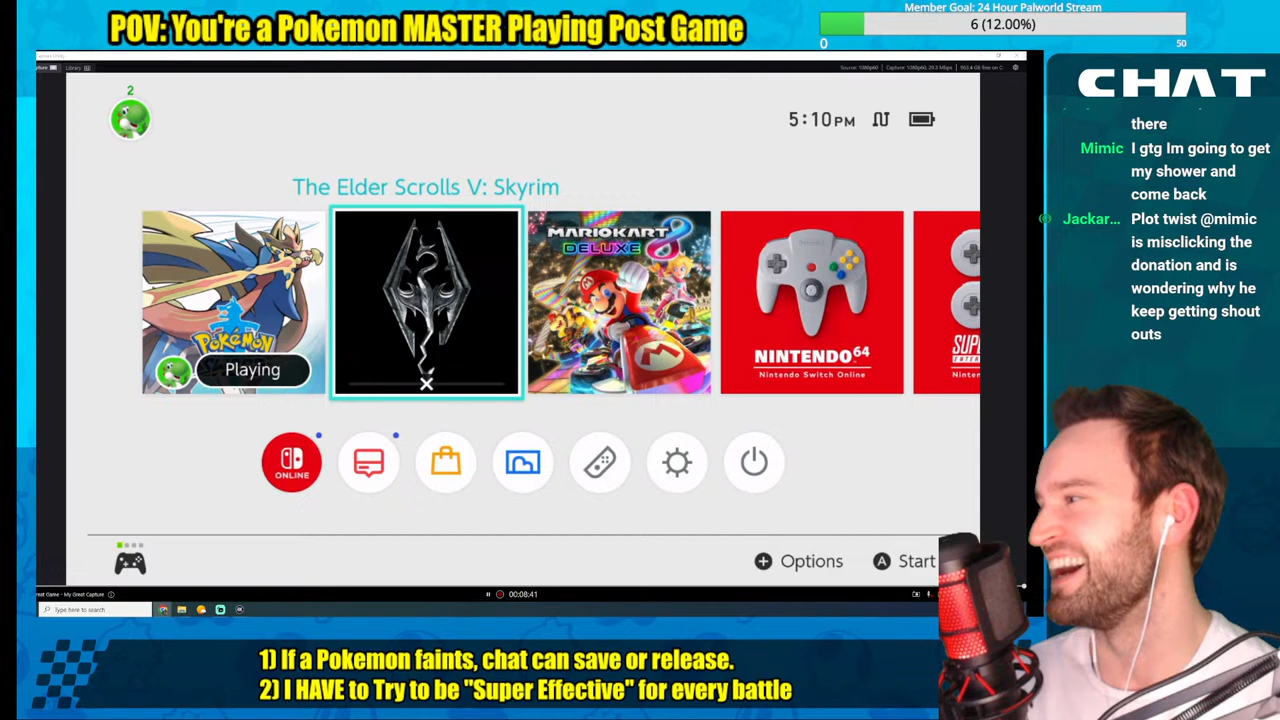 POV: You're a Pokemon MASTER Playing Post Game
Member Goal: 24 Hour Palworld Stream
6 (12.00%)
0
50
Library
Source: 1080p60
2
5:10 PM
The Elder Scrolls V: Skyrim
POKÉMON
Playing
MARIOKART 8
DELUXE
NINTENDO 64
Nintendo Switch Online
ONLINE
Options
A Start
00:08:41
Type here to search
CHAT
there
Mimic I gtg Im going to get
my shower and
come back
Jackar... Plot twist @mimic
is misclicking the
donation and is
wondering why he
keep getting shout
outs
1) If a Pokemon faints, chat can save or release.
2) I HAVE to Try to be "Super Effective" for every battle